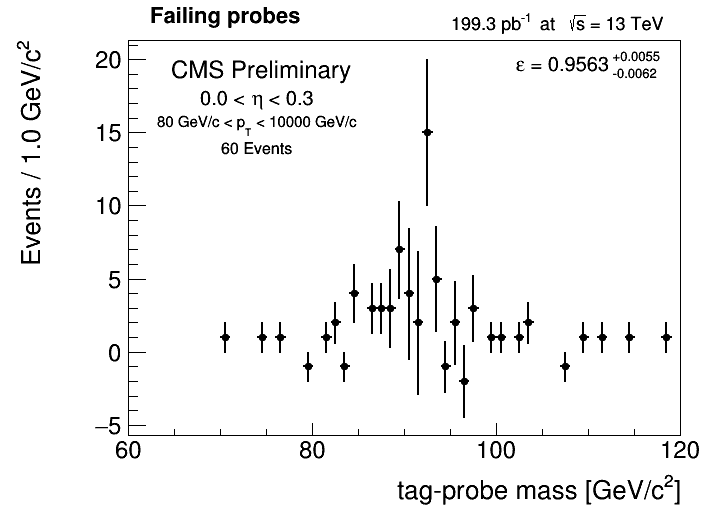 Failing probes
199.3 pb⁻¹ at √s = 13 TeV
CMS Preliminary
0.0 < η < 0.3
80 GeV/c < p_T < 10000 GeV/c
60 Events
ε = 0.9563 +0.0055 -0.0062
Events / 1.0 GeV/c²
20
15
10
5
0
−5
60 80 100 120
tag-probe mass [GeV/c²]